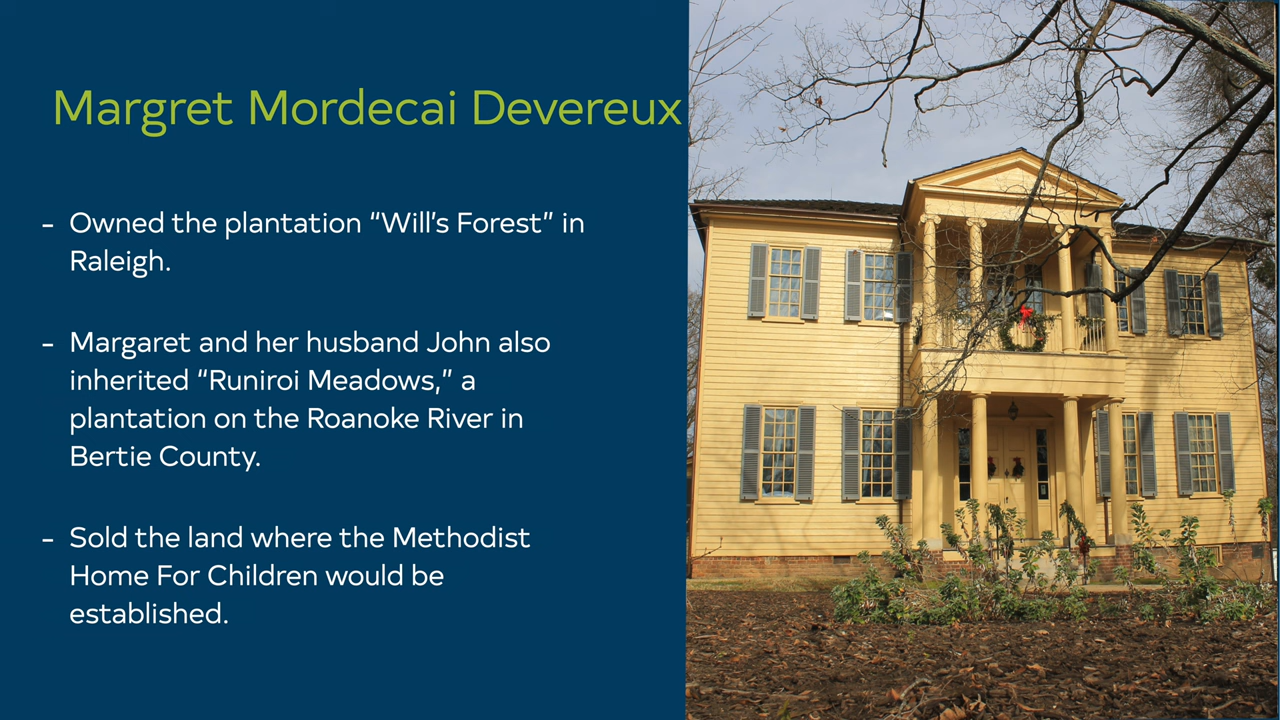 Margret Mordecai Devereux
- Owned the plantation “Will’s Forest” in
Raleigh.
- Margaret and her husband John also
inherited “Runiroi Meadows,” a
plantation on the Roanoke River in
Bertie County.
- Sold the land where the Methodist
Home For Children would be
established.